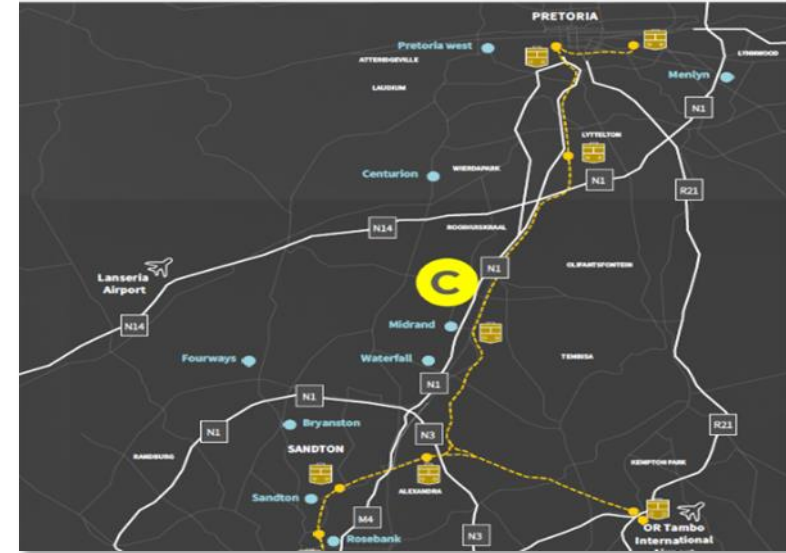 PRETORIA
Pretoria west
ATTERIDGEVILLE
LYNNWOOD
Menlyn
LAUDIUM
N1
LYTTELTON
Centurion
WIERDAPARK
N1
R21
N14
ROOIHUISKRAAL
Lanseria
Airport
C
N1
OLIFANTSFONTEIN
N14
Midrand
Fourways
Waterfall
TEMBISA
N1
N1
Bryanston
N1
N3
R21
SANDTON
RANDBURG
KEMPTON PARK
Sandton
ALEXANDRA
M4
OR Tambo
International
N3
Rosebank